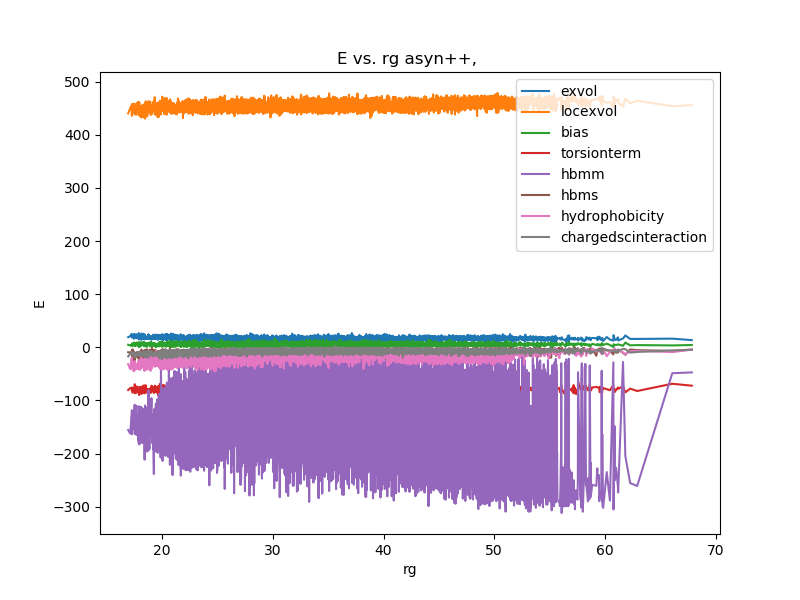 E vs. rg asyn++,
500
400
300
200
100
0
−100
−200
−300
E
exvol
locexvol
bias
torsionterm
hbmm
hbms
hydrophobicity
chargedscinteraction
20
30
40
50
60
70
rg